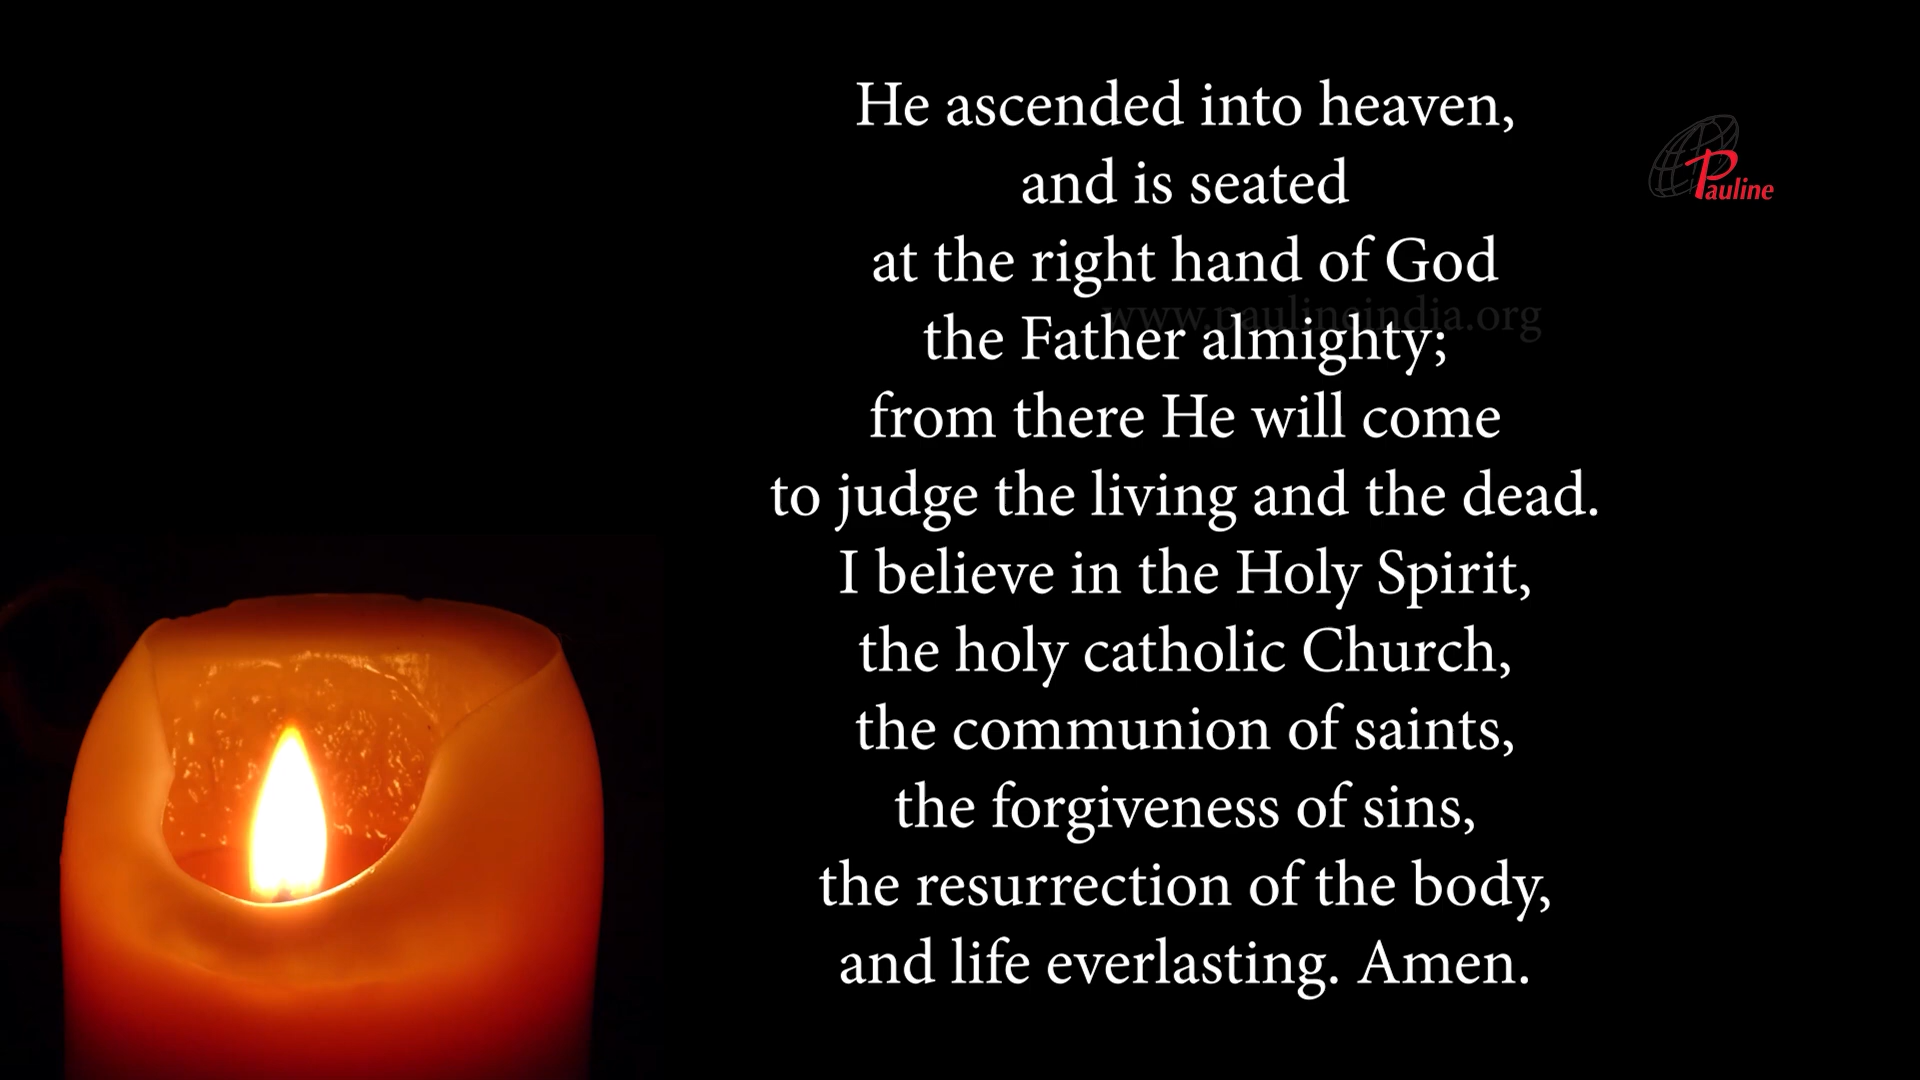 He ascended into heaven,
and is seated
at the right hand of God
the Father almighty;
from there He will come
to judge the living and the dead.
I believe in the Holy Spirit,
the holy catholic Church,
the communion of saints,
the forgiveness of sins,
the resurrection of the body,
and life everlasting. Amen.
Pauline
www.paulineindia.org